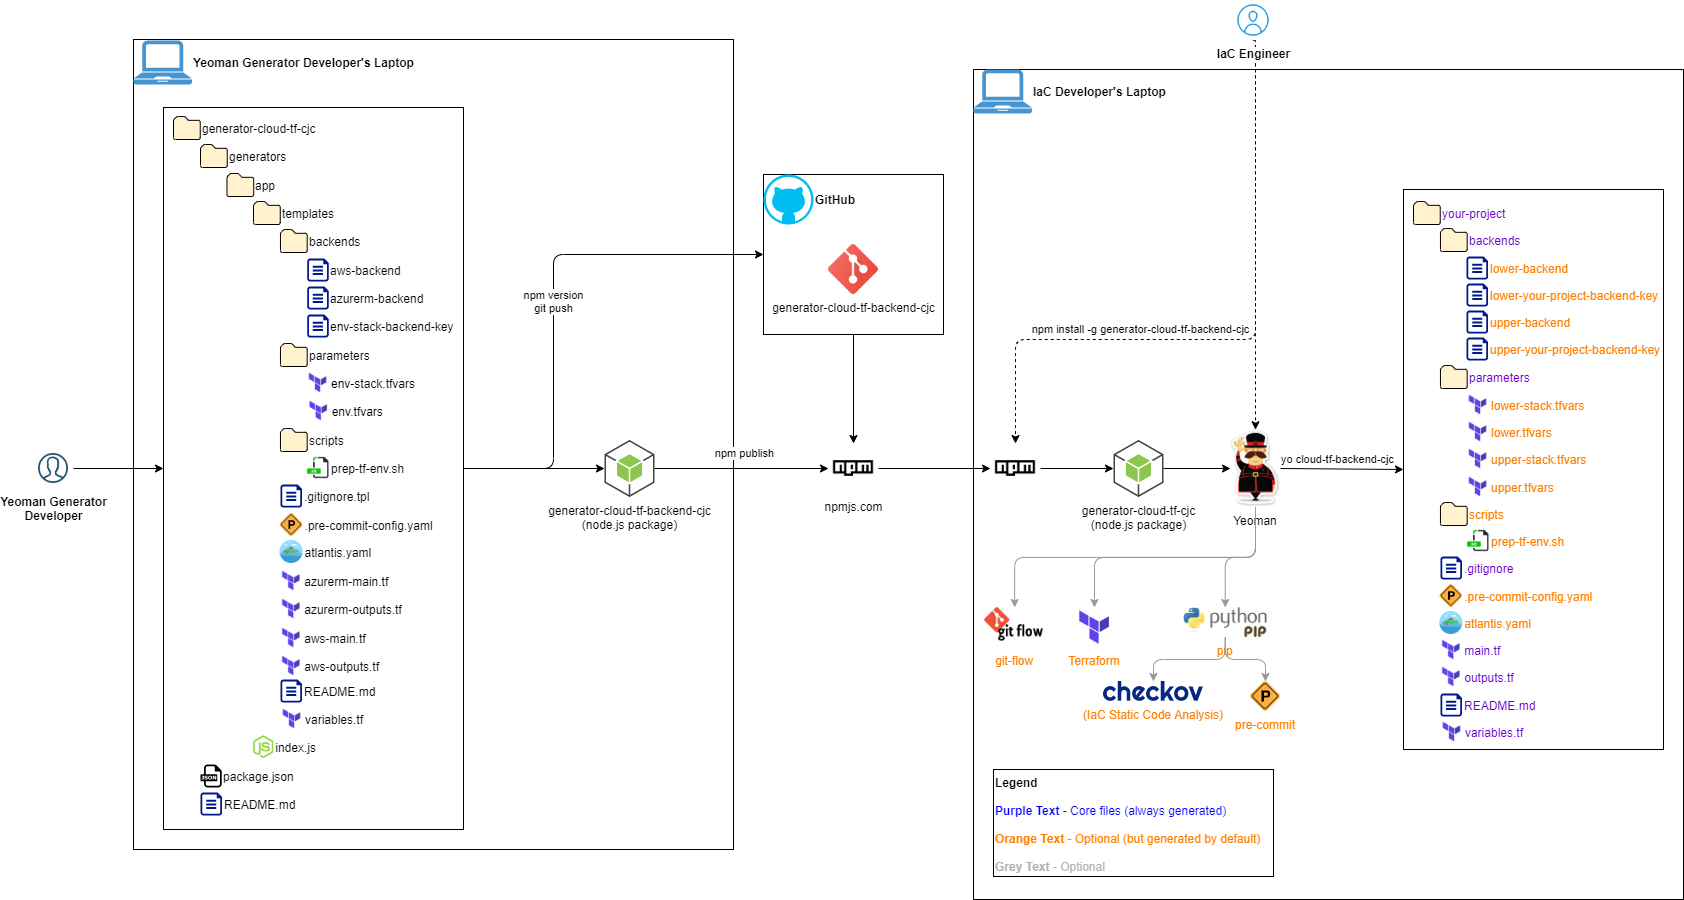 IaC Engineer
Yeoman Generator Developer's Laptop
IaC Developer's Laptop
generator-cloud-tf-cjc
generators
app
templates
backends
aws-backend
azurerm-backend
env-stack-backend-key
parameters
env-stack.tfvars
env.tfvars
scripts
prep-tf-env.sh
.gitignore.tpl
.pre-commit-config.yaml
atlantis.yaml
azurerm-main.tf
azurerm-outputs.tf
aws-main.tf
aws-outputs.tf
README.md
variables.tf
JS
index.js
JSON
package.json
README.md
Yeoman Generator
Developer
npm version
git push
GitHub
generator-cloud-tf-backend-cjc
generator-cloud-tf-backend-cjc
(node.js package)
npm publish
npm
npmjs.com
npm install -g generator-cloud-tf-backend-cjc
npm
generator-cloud-tf-cjc
(node.js package)
Yeoman
yo cloud-tf-backend-cjc
git flow
git-flow
Terraform
python
PIP
pip
checkov
(IaC Static Code Analysis)
P
pre-commit
your-project
backends
lower-backend
lower-your-project-backend-key
upper-backend
upper-your-project-backend-key
parameters
lower-stack.tfvars
lower.tfvars
upper-stack.tfvars
upper.tfvars
scripts
prep-tf-env.sh
.gitignore
.pre-commit-config.yaml
atlantis.yaml
main.tf
outputs.tf
README.md
variables.tf
Legend
Purple Text - Core files (always generated)
Orange Text - Optional (but generated by default)
Grey Text - Optional